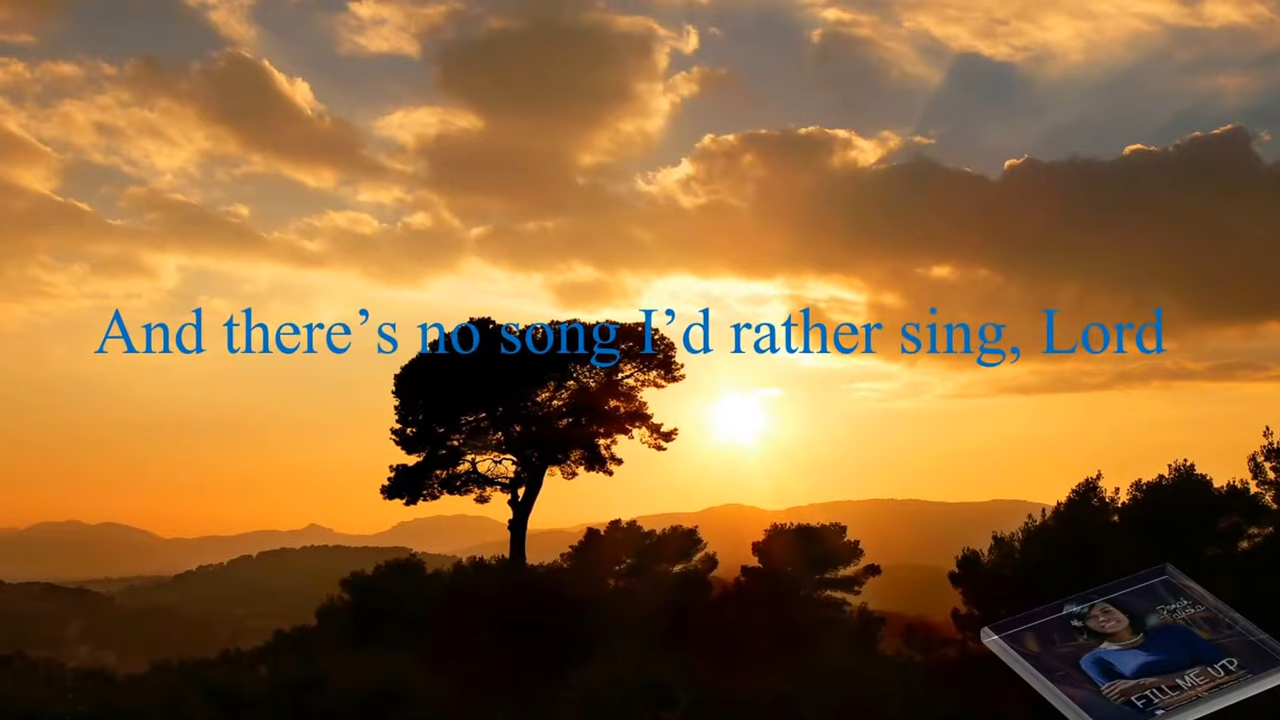 And there’s no song I’d rather sing, Lord
FILL ME UP